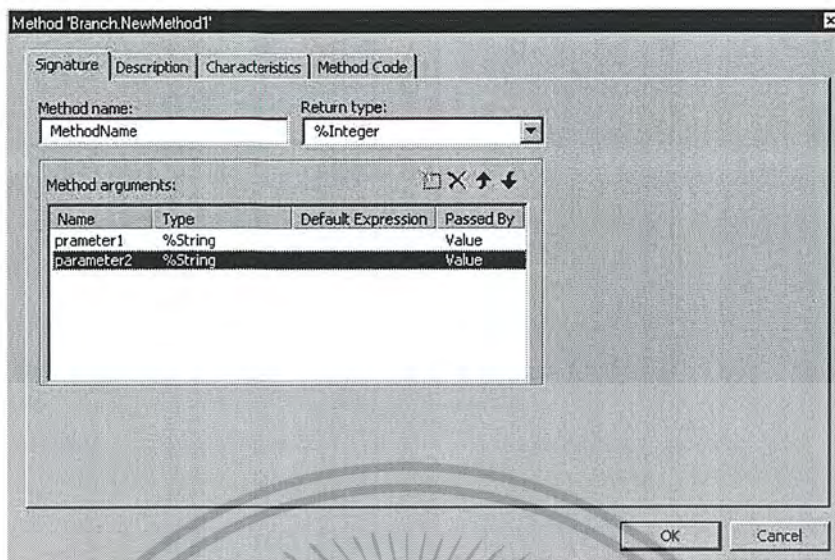 Method 'Branch.NewMethod1'
Signature Description Characteristics Method Code
Method name: Return type:
MethodName %Integer
Method arguments:
Name Type Default Expression Passed By
prameter1 %String Value
parameter2 %String Value
OK Cancel